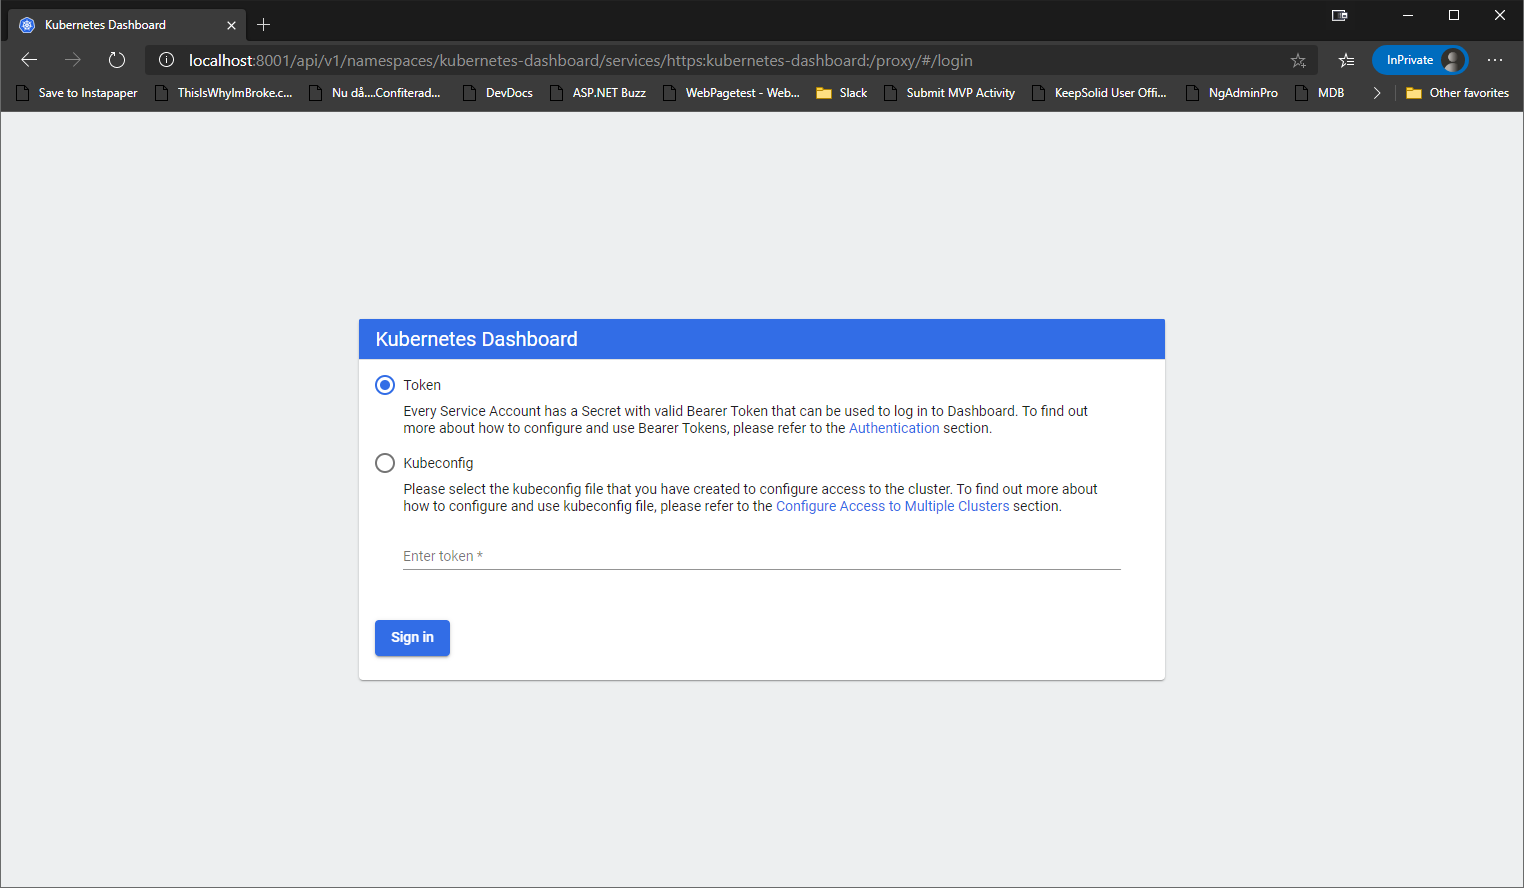 Kubernetes Dashboard
localhost:8001/api/v1/namespaces/kubernetes-dashboard/services/https:kubernetes-dashboard:/proxy/#/login
InPrivate
Save to Instapaper
ThisIsWhyImBroke.c...
Nu då....Confiterad...
DevDocs
ASP.NET Buzz
WebPagetest - Web...
Slack
Submit MVP Activity
KeepSolid User Offi...
NgAdminPro
MDB
Other favorites
Kubernetes Dashboard
Token
Every Service Account has a Secret with valid Bearer Token that can be used to log in to Dashboard. To find out
more about how to configure and use Bearer Tokens, please refer to the Authentication section.
Kubeconfig
Please select the kubeconfig file that you have created to configure access to the cluster. To find out more about
how to configure and use kubeconfig file, please refer to the Configure Access to Multiple Clusters section.
Enter token *
Sign in